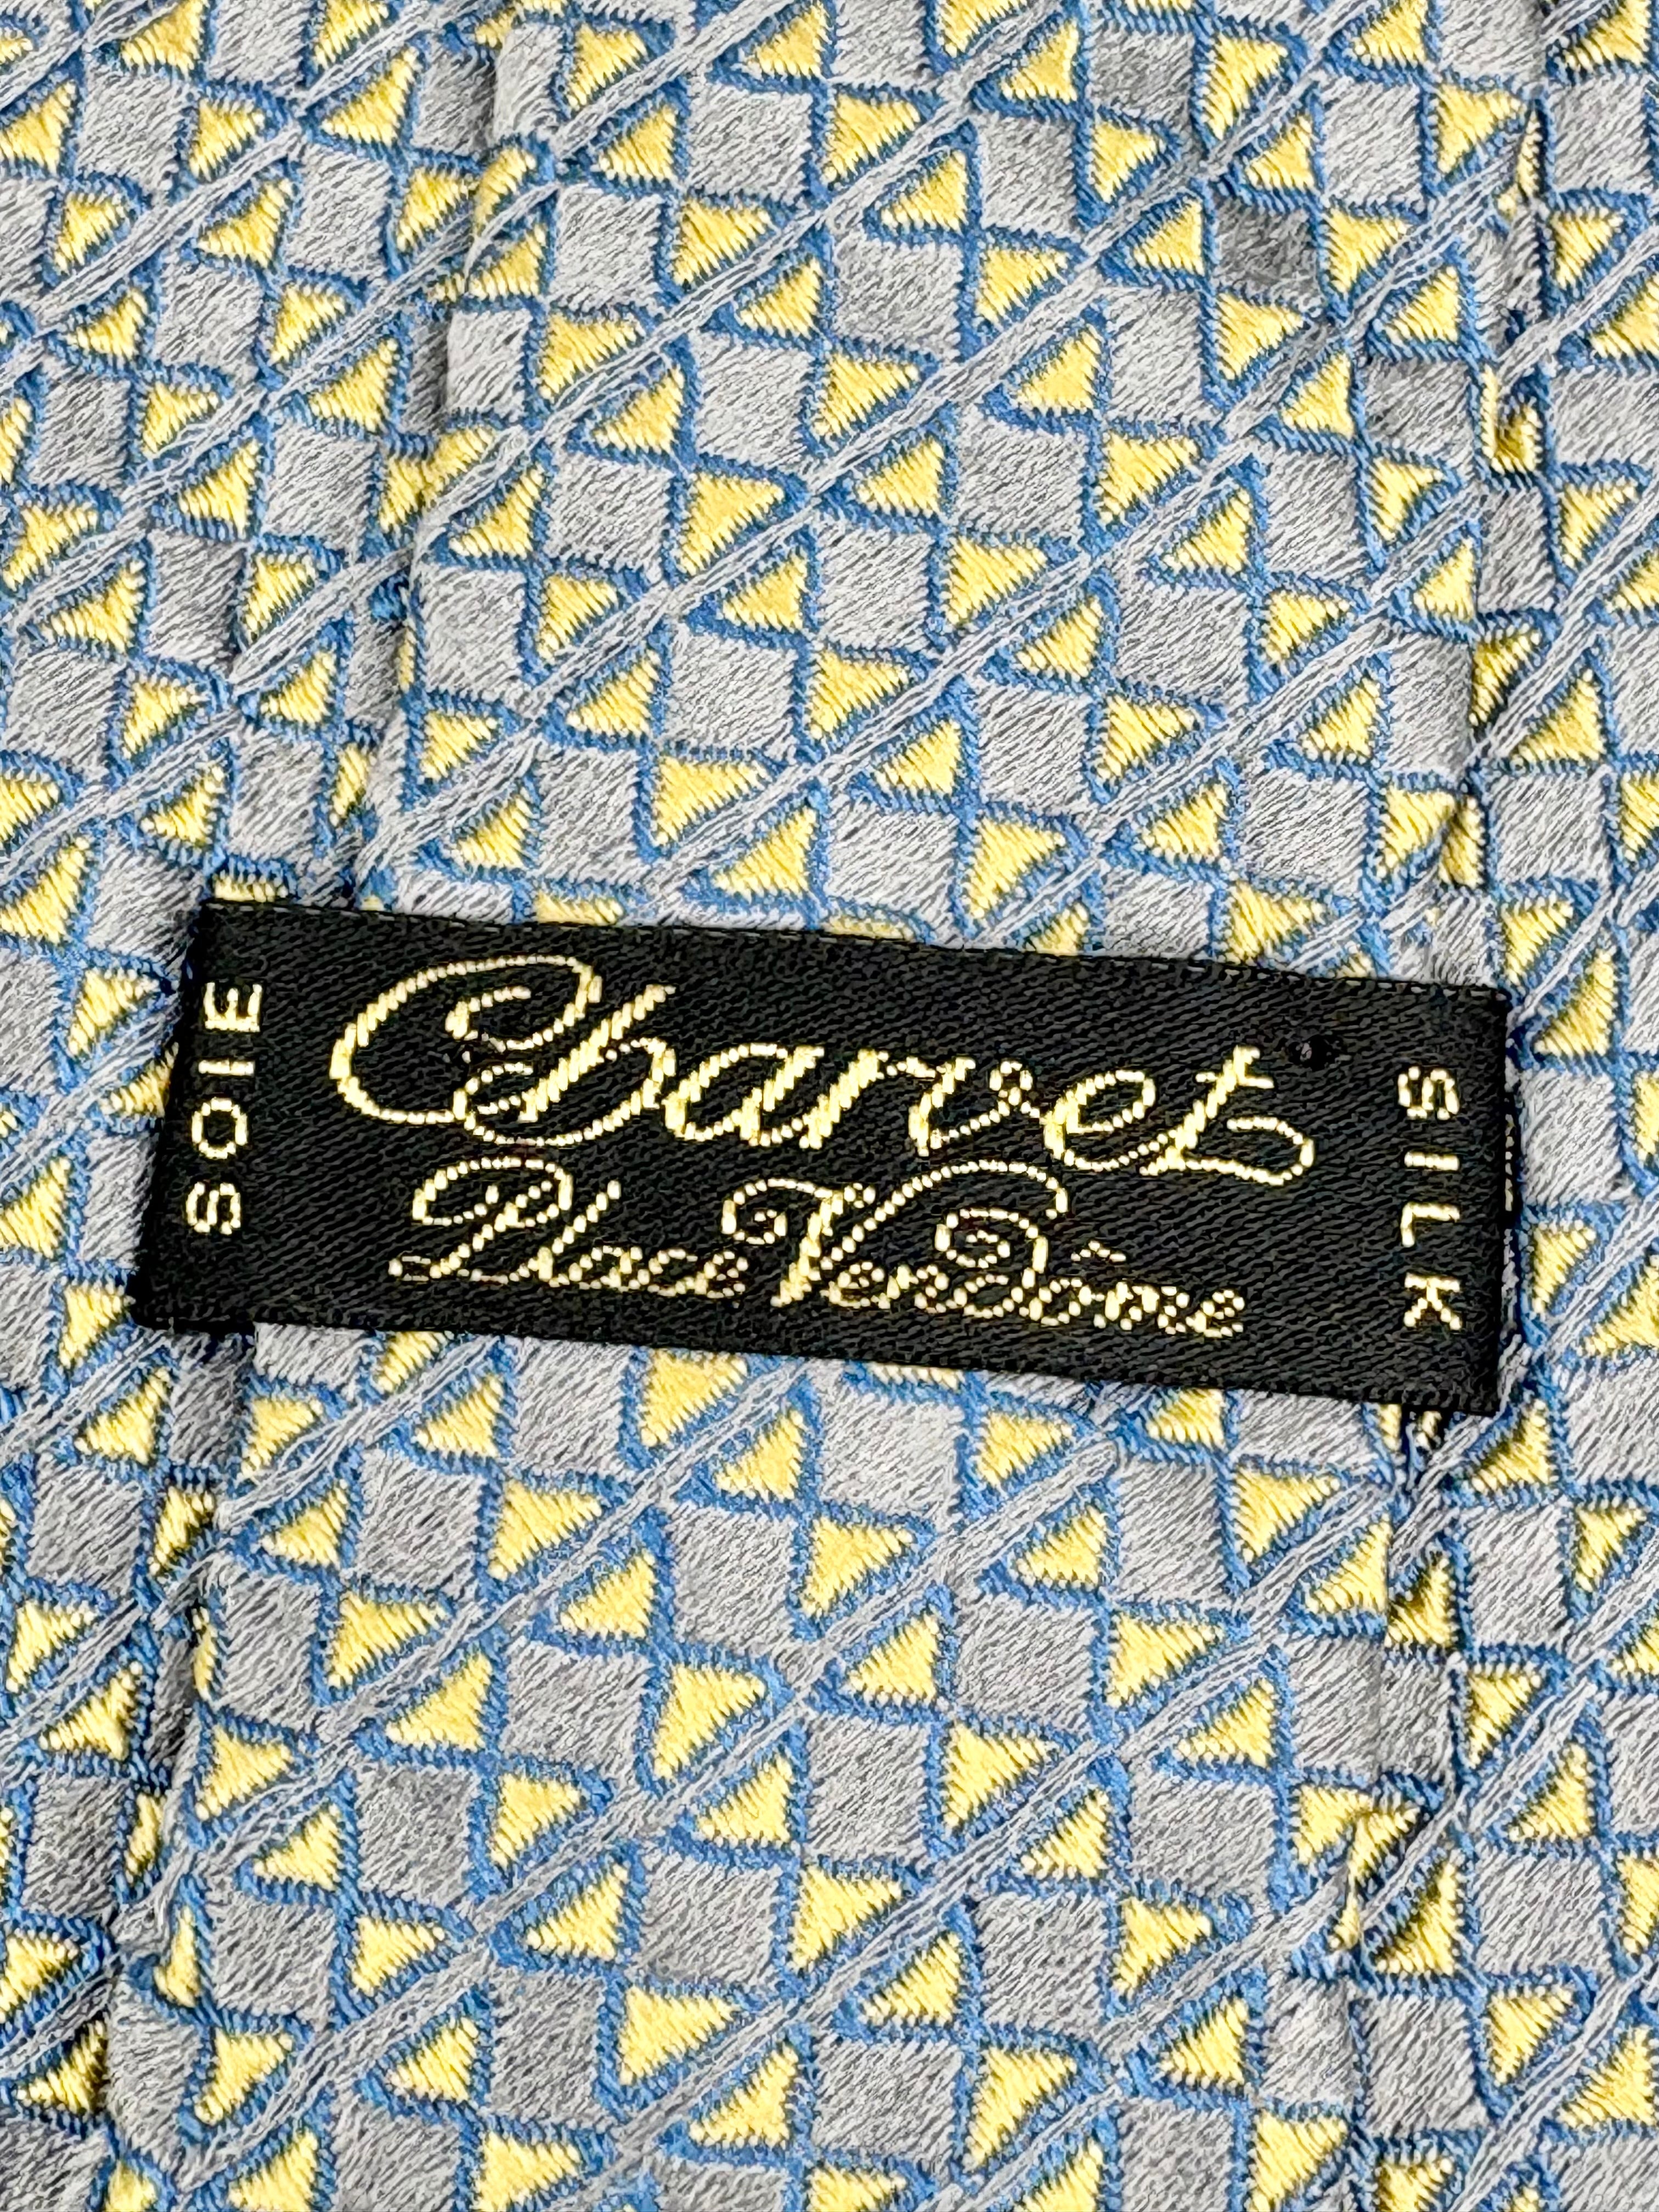 SOIE
Charvet
Place Vendôme
SILK